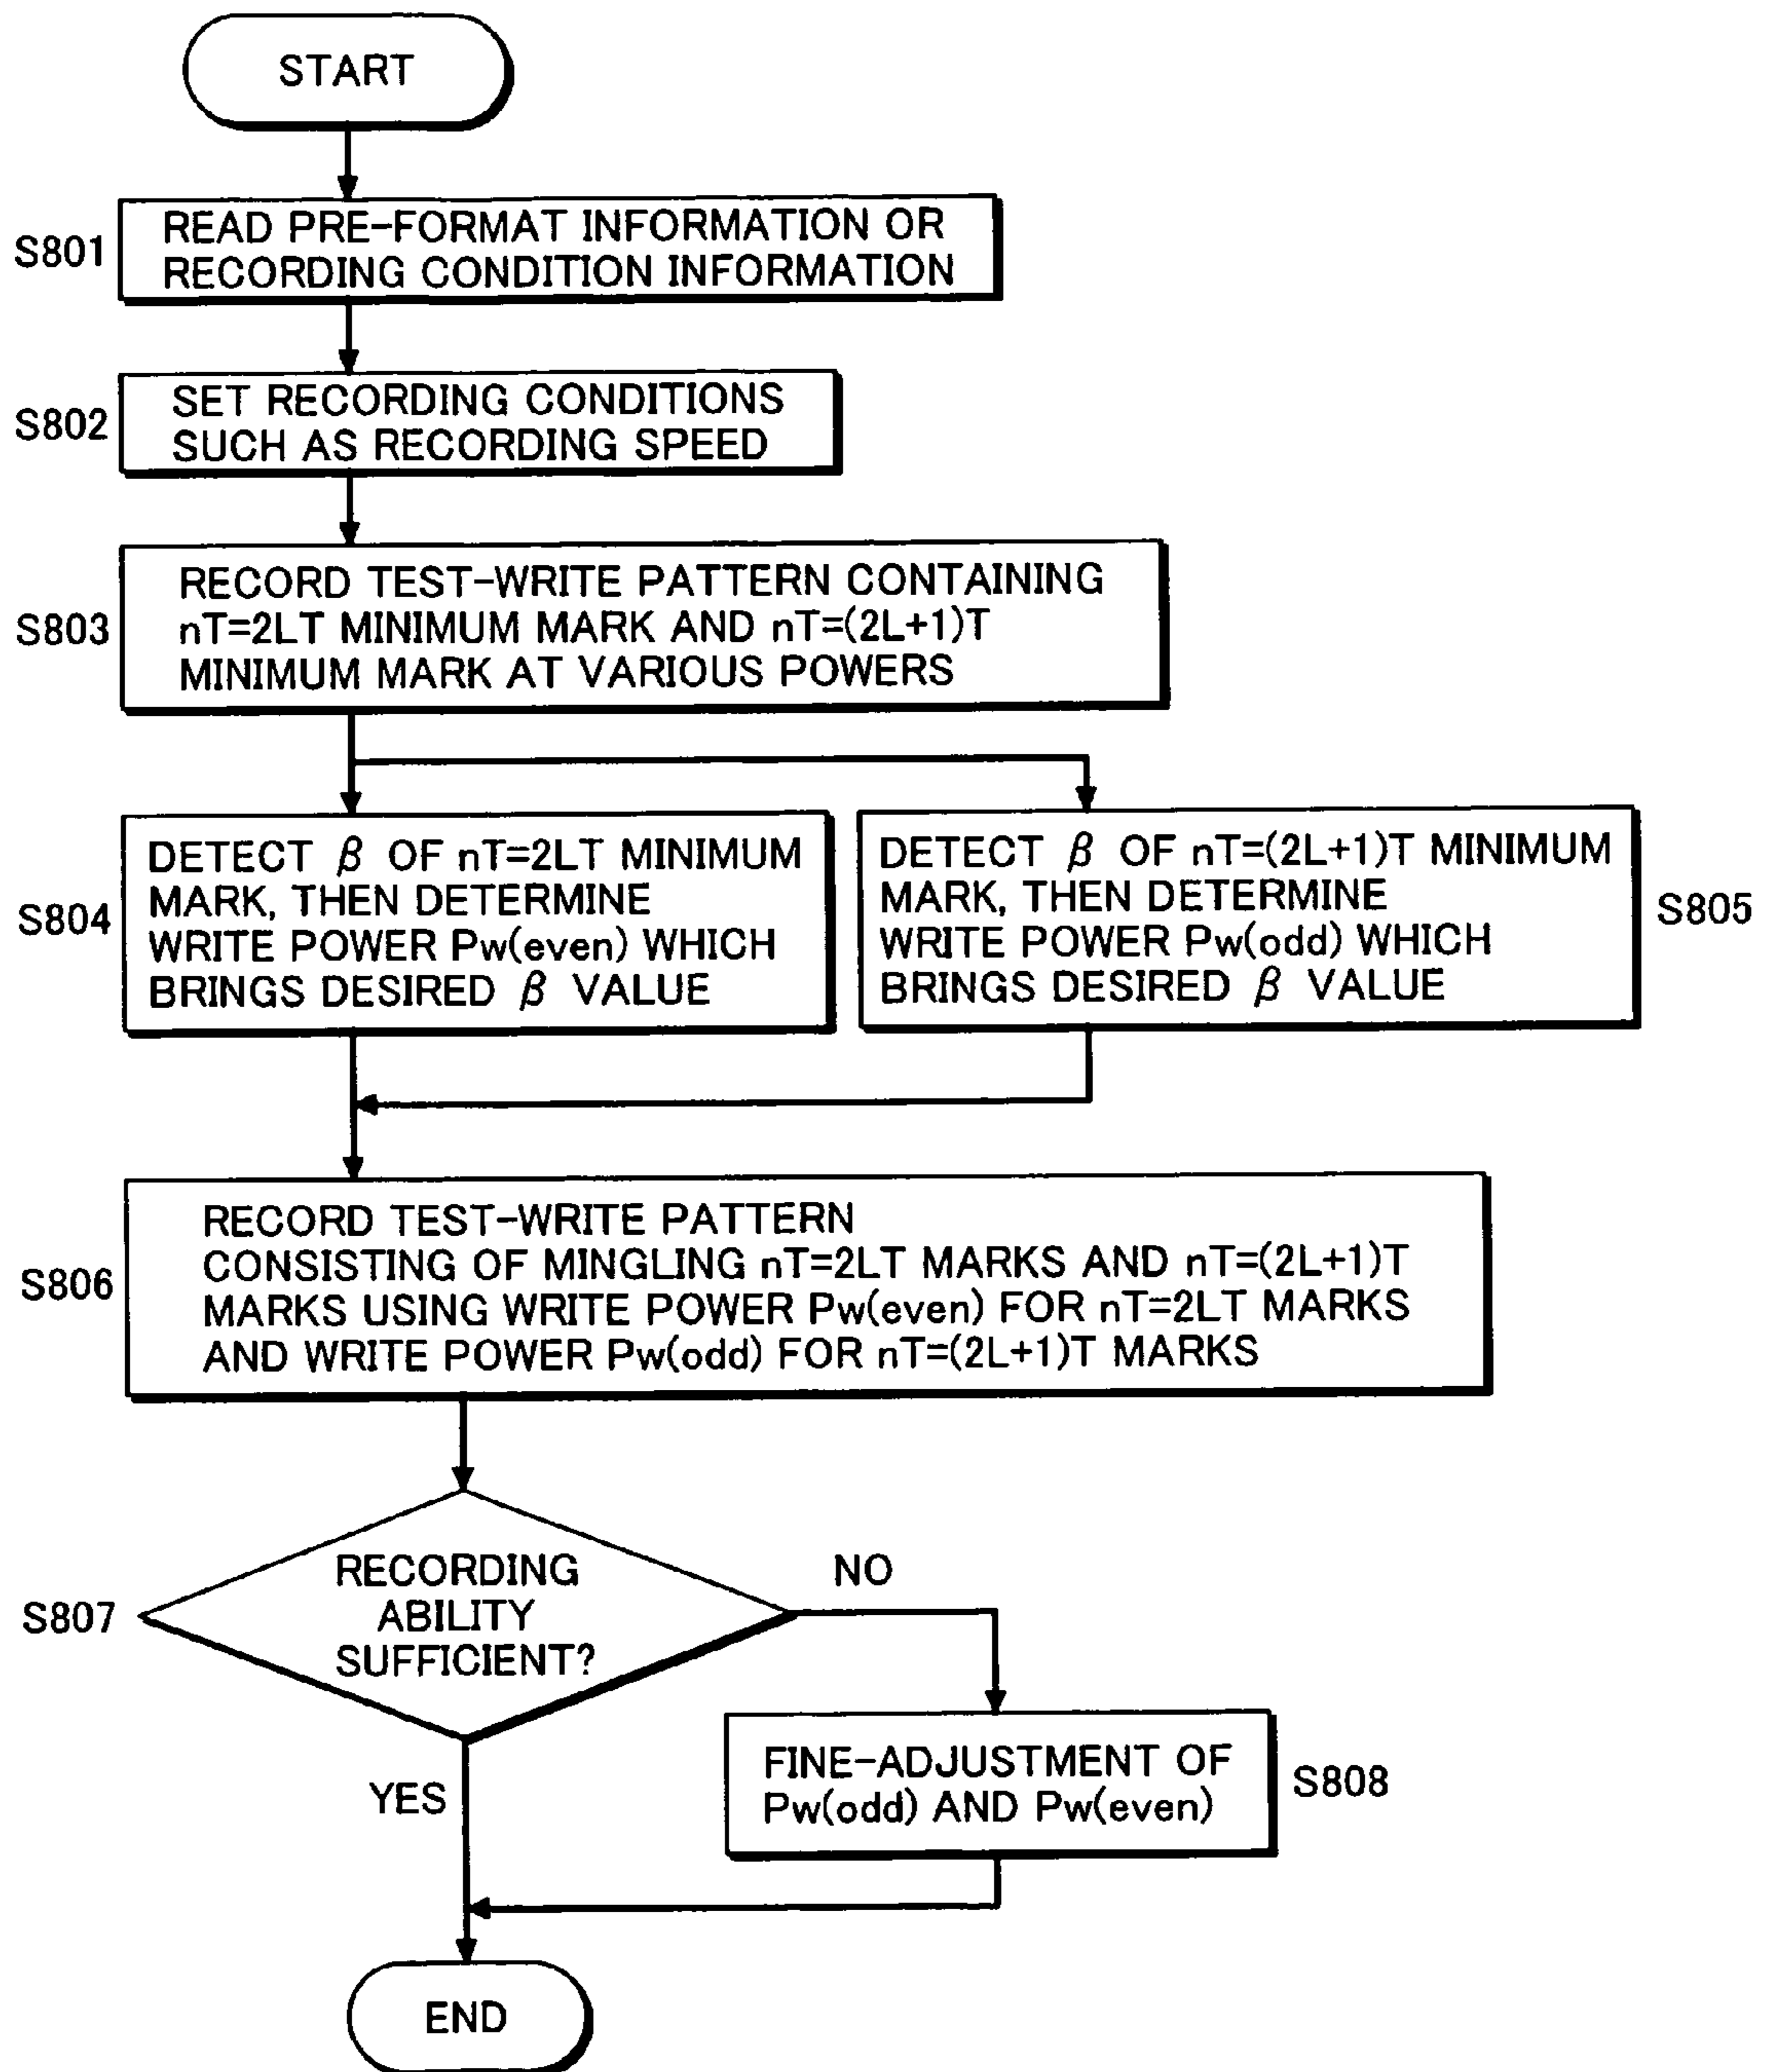 START
S801
READ PRE-FORMAT INFORMATION OR
RECORDING CONDITION INFORMATION
S802
SET RECORDING CONDITIONS
SUCH AS RECORDING SPEED
S803
RECORD TEST-WRITE PATTERN CONTAINING
nT=2LT MINIMUM MARK AND nT=(2L+1)T
MINIMUM MARK AT VARIOUS POWERS
S804
DETECT β OF nT=2LT MINIMUM
MARK, THEN DETERMINE
WRITE POWER Pw(even) WHICH
BRINGS DESIRED β VALUE
DETECT β OF nT=(2L+1)T MINIMUM
MARK, THEN DETERMINE
WRITE POWER Pw(odd) WHICH
BRINGS DESIRED β VALUE
S805
S806
RECORD TEST-WRITE PATTERN
CONSISTING OF MINGLING nT=2LT MARKS AND nT=(2L+1)T
MARKS USING WRITE POWER Pw(even) FOR nT=2LT MARKS
AND WRITE POWER Pw(odd) FOR nT=(2L+1)T MARKS
S807
RECORDING
ABILITY
SUFFICIENT?
NO
YES
FINE-ADJUSTMENT OF
Pw(odd) AND Pw(even)
S808
END